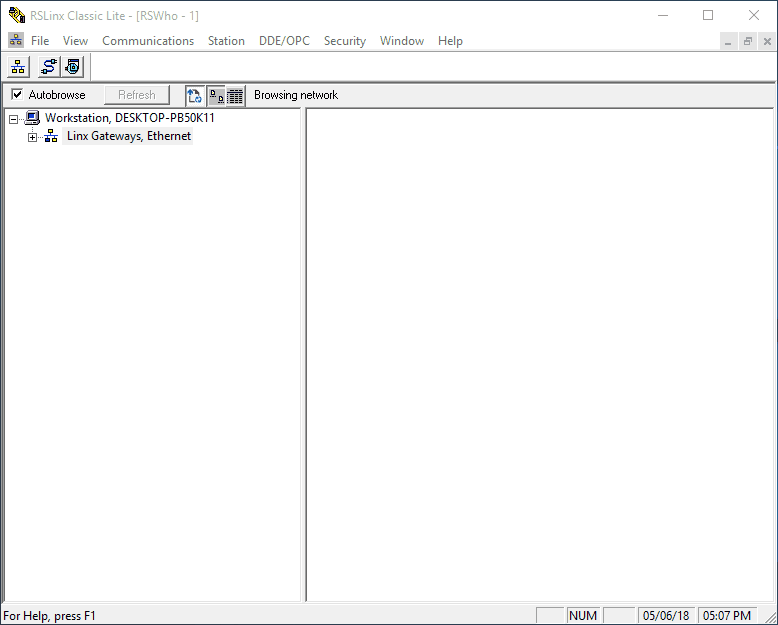 RSLinx Classic Lite - [RSWho - 1]
File View Communications Station DDE/OPC Security Window Help
Autobrowse Refresh Browsing network
Workstation, DESKTOP-PB50K11
Linx Gateways, Ethernet
For Help, press F1 NUM 05/06/18 05:07 PM